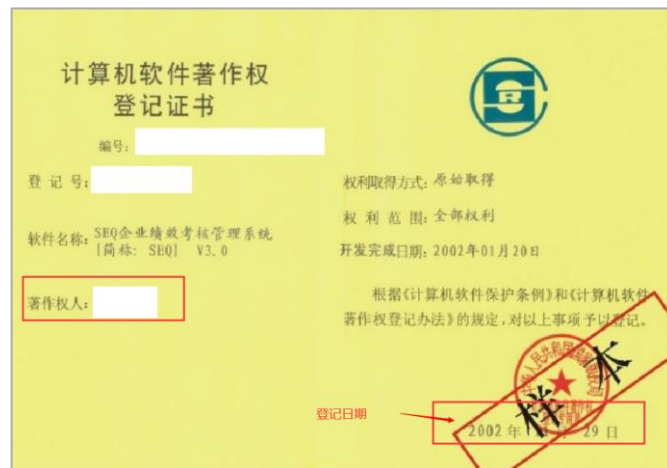 计算机软件著作权
登记证书
编号:
登 记 号:
软件名称: SEQ企业绩效考核管理系统
[简称: SEQ] V3.0
著作权人:
权利取得方式: 原始取得
权 利 范 围: 全部权利
开发完成日期: 2002年01月20日
根据《计算机软件保护条例》和《计算机软件
著作权登记办法》的规定,对以上事项予以登记。
样本
登记日期
2002 年 月 29 日